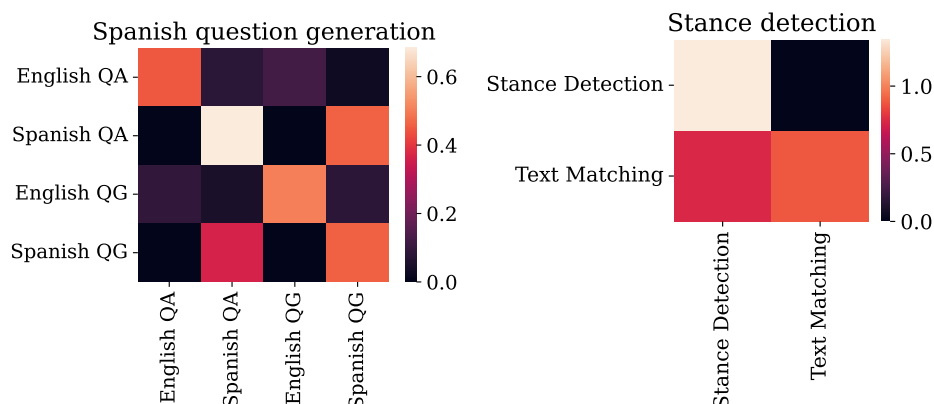 Spanish question generation
English QA
Spanish QA
English QG
Spanish QG
0.6
0.4
0.2
0.0
English QA
Spanish QA
English QG
Spanish QG
Stance detection
Stance Detection
Text Matching
1.0
0.5
0.0
Stance Detection
Text Matching